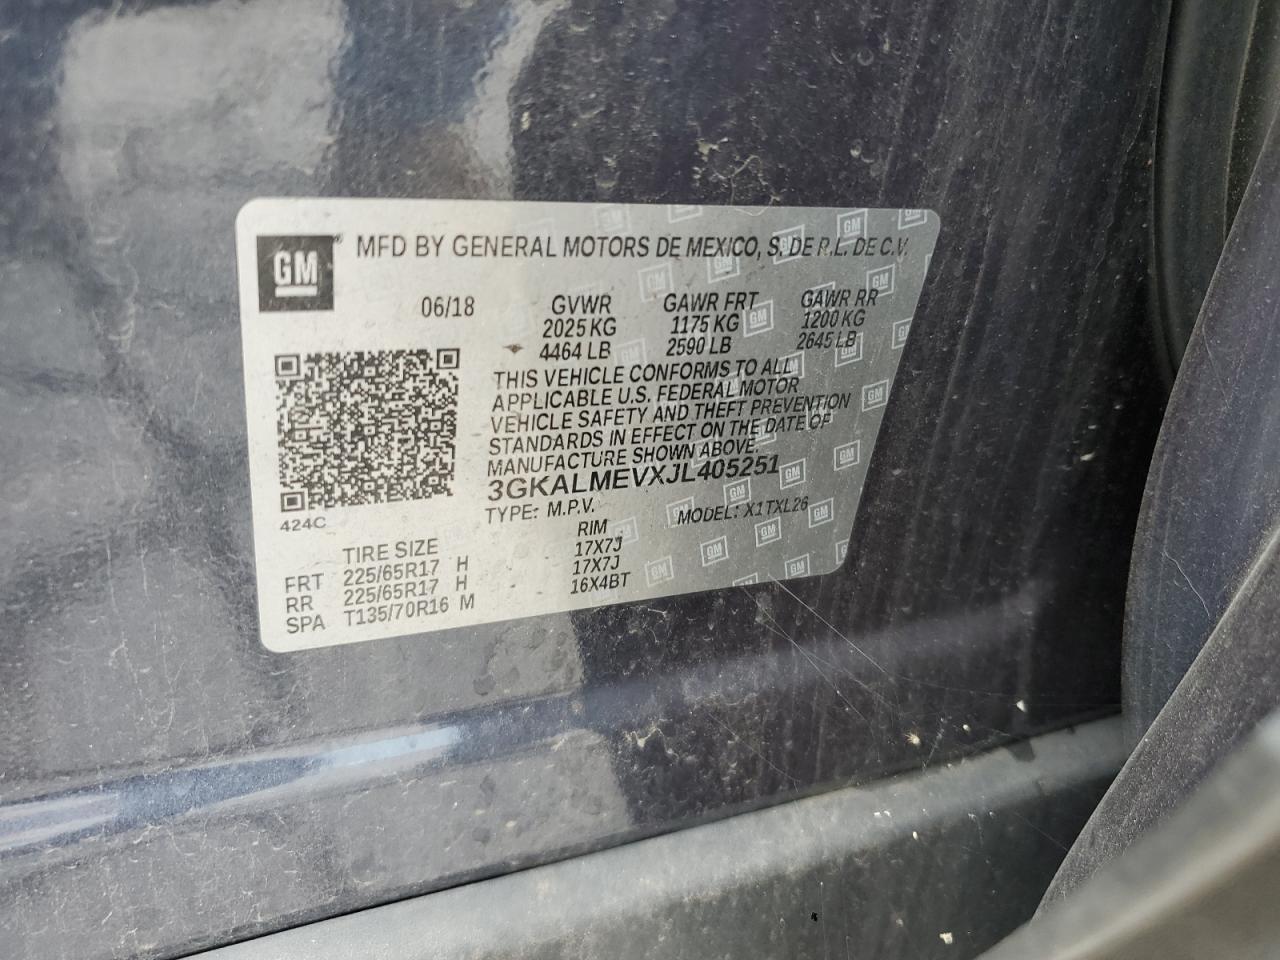 GM® MFD BY GENERAL MOTORS DE MEXICO, S. DE R.L. DE C.V.
06/18 GVWR GAWR FRT GAWR RR
2025 KG 1175 KG 1200 KG
4464 LB 2590 LB 2645 LB
THIS VEHICLE CONFORMS TO ALL
APPLICABLE U.S. FEDERAL MOTOR
VEHICLE SAFETY AND THEFT PREVENTION
STANDARDS IN EFFECT ON THE DATE OF
MANUFACTURE SHOWN ABOVE.
3GKALMEVXJL405251
TYPE: M.P.V. MODEL: X1TXL26
424C
TIRE SIZE RIM
FRT 225/65R17 H 17X7J
RR 225/65R17 H 17X7J
SPA T135/70R16 M 16X4BT